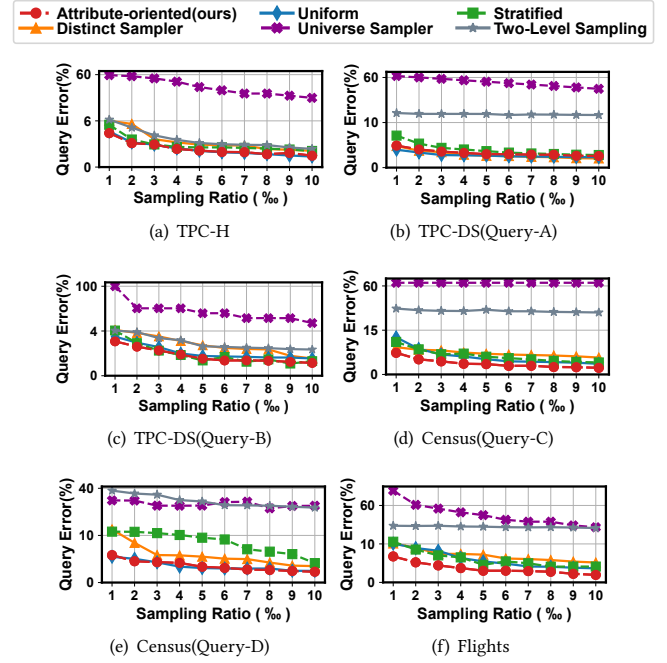 Attribute-oriented(ours) Uniform Stratified
Distinct Sampler Universe Sampler Two-Level Sampling
Query Error(%)
60
6
0
1 2 3 4 5 6 7 8 9 10
Sampling Ratio ( ‰ )
(a) TPC-H
Query Error(%)
60
10
0
1 2 3 4 5 6 7 8 9 10
Sampling Ratio ( ‰ )
(b) TPC-DS(Query-A)
Query Error(%)
100
4
0
1 2 3 4 5 6 7 8 9 10
Sampling Ratio ( ‰ )
(c) TPC-DS(Query-B)
Query Error(%)
60
15
0
1 2 3 4 5 6 7 8 9 10
Sampling Ratio ( ‰ )
(d) Census(Query-C)
Query Error(%)
40
10
0
1 2 3 4 5 6 7 8 9 10
Sampling Ratio ( ‰ )
(e) Census(Query-D)
Query Error(%)
60
10
0
1 2 3 4 5 6 7 8 9 10
Sampling Ratio ( ‰ )
(f) Flights